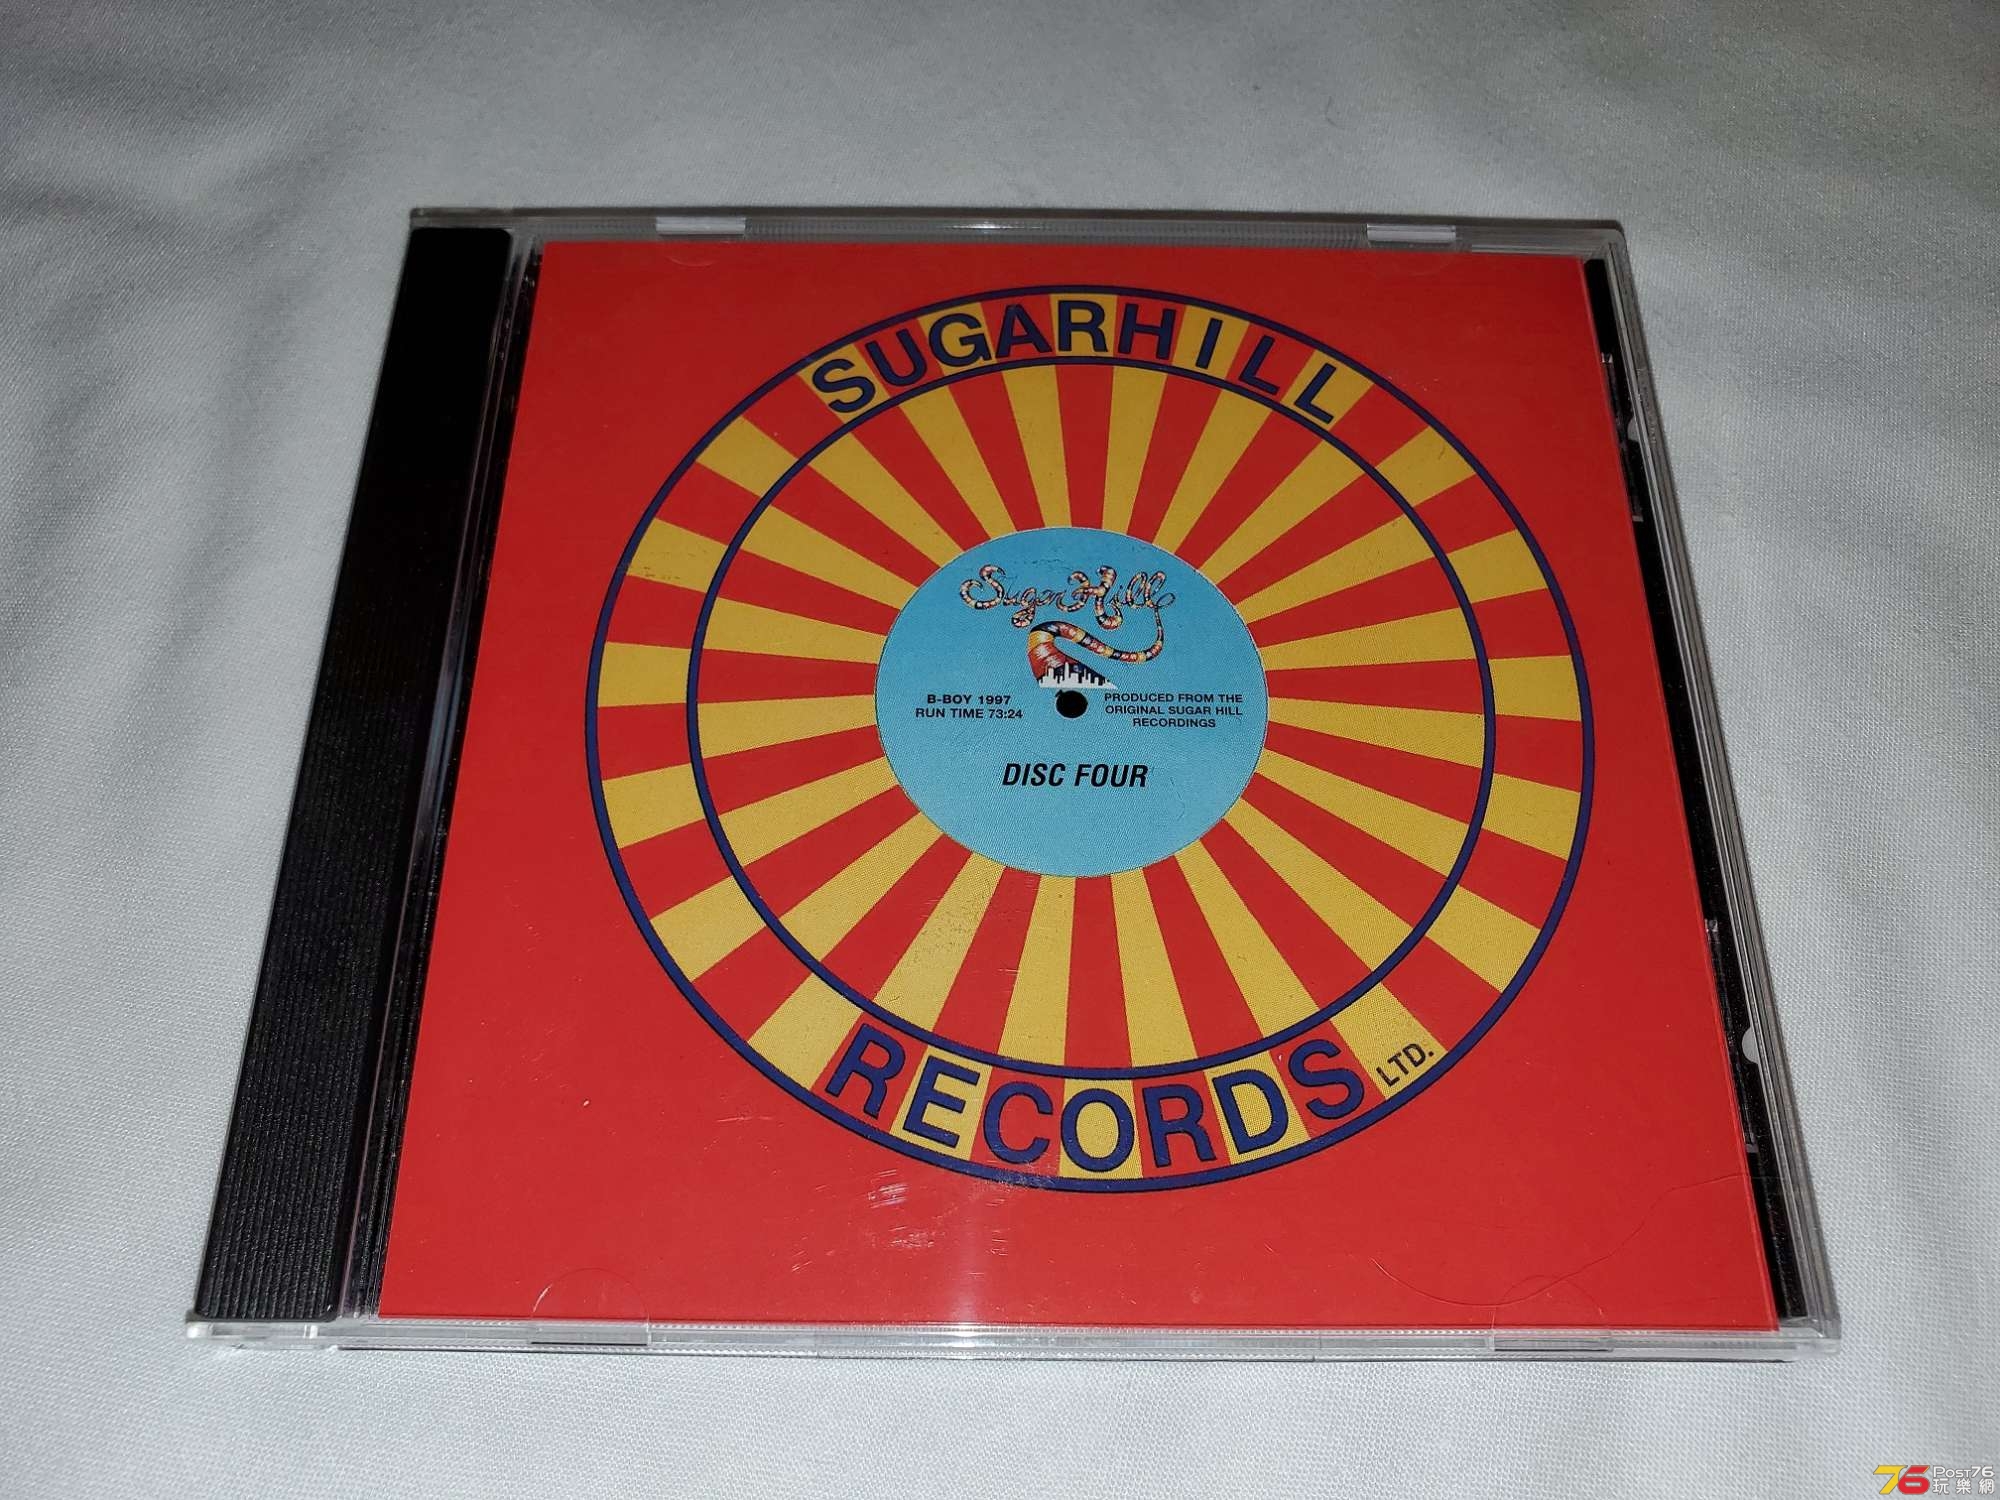 SUGARHILL
Sugar Hill
B-BOY 1997
RUN TIME 73:24
PRODUCED FROM THE
ORIGINAL SUGAR HILL
RECORDINGS
DISC FOUR
RECORDS LTD.
76 POST76
玩樂網